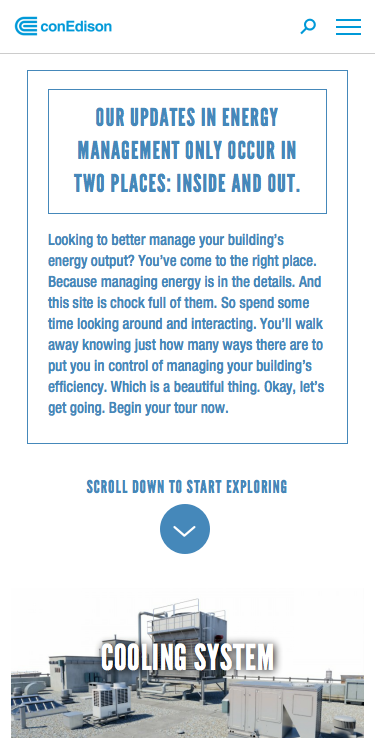 conEdison
OUR UPDATES IN ENERGY
MANAGEMENT ONLY OCCUR IN
TWO PLACES: INSIDE AND OUT.
Looking to better manage your building’s
energy output? You’ve come to the right place.
Because managing energy is in the details. And
this site is chock full of them. So spend some
time looking around and interacting. You’ll walk
away knowing just how many ways there are to
put you in control of managing your building’s
efficiency. Which is a beautiful thing. Okay, let’s
get going. Begin your tour now.
SCROLL DOWN TO START EXPLORING
COOLING SYSTEM